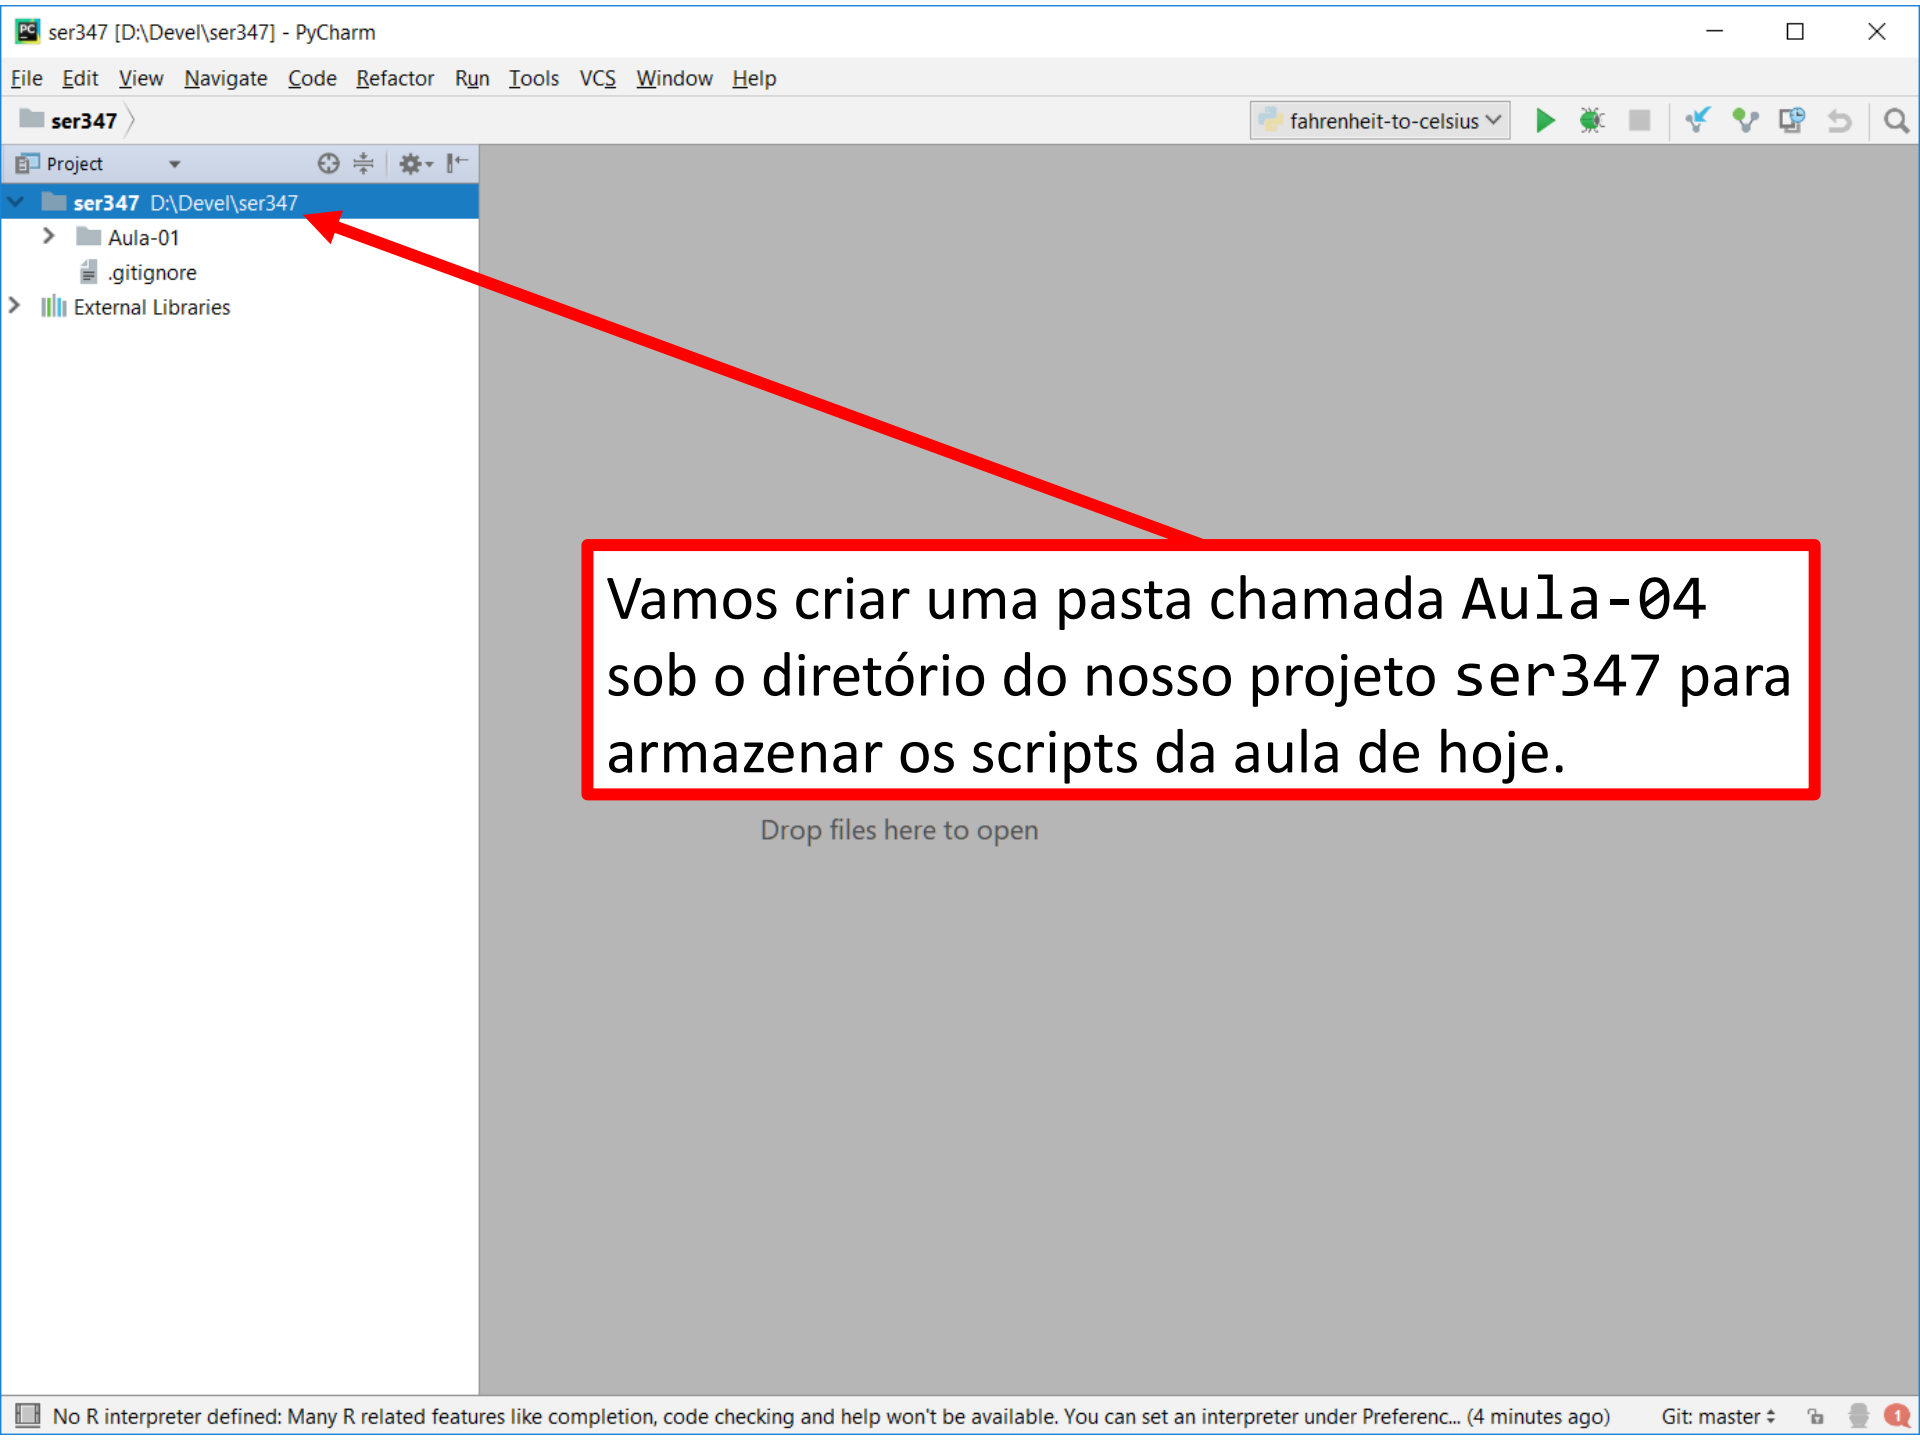 ser347 [D:\Devel\ser347] - PyCharm
File Edit View Navigate Code Refactor Run Tools VCS Window Help
ser347
fahrenheit-to-celsius
Project
ser347 D:\Devel\ser347
Aula-01
.gitignore
External Libraries
Vamos criar uma pasta chamada Aula-04
sob o diretório do nosso projeto ser347 para
armazenar os scripts da aula de hoje.
Drop files here to open
No R interpreter defined: Many R related features like completion, code checking and help won't be available. You can set an interpreter under Preferenc... (4 minutes ago) Git: master 1